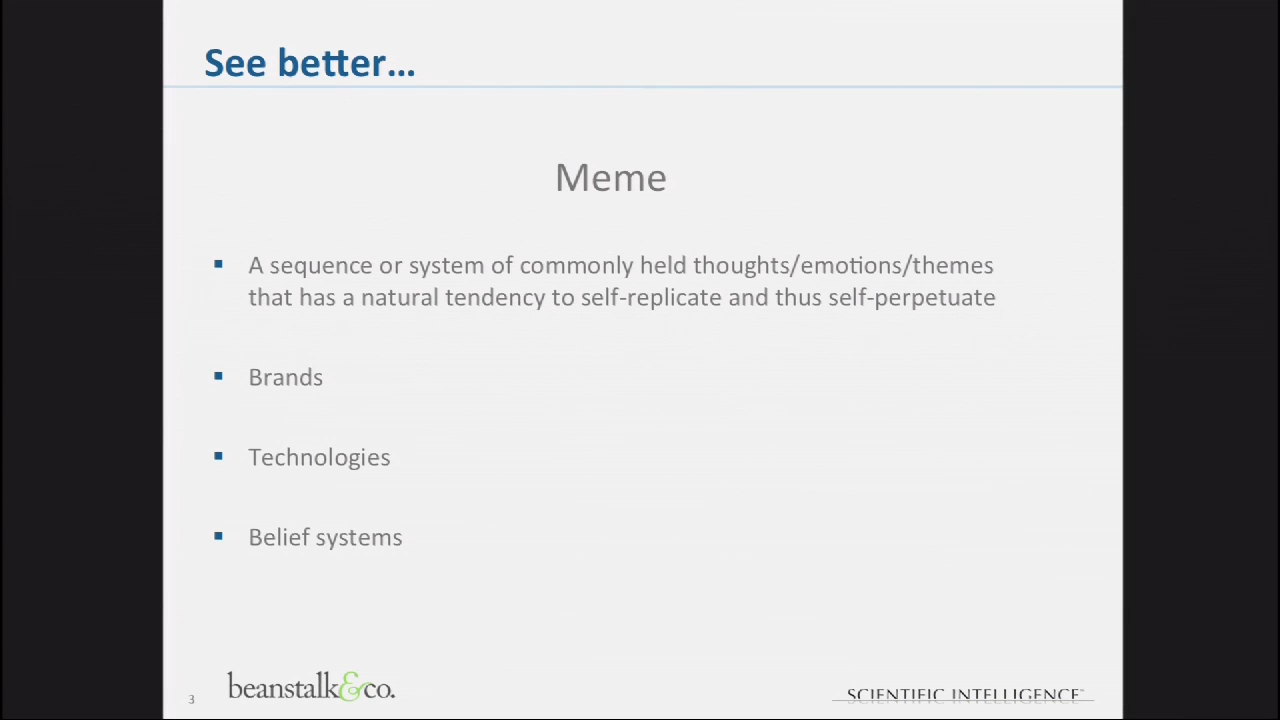 See better...
Meme
▪ A sequence or system of commonly held thoughts/emotions/themes
that has a natural tendency to self-replicate and thus self-perpetuate
▪ Brands
▪ Technologies
▪ Belief systems
3
beanstalk&co.
SCIENTIFIC INTELLIGENCE™